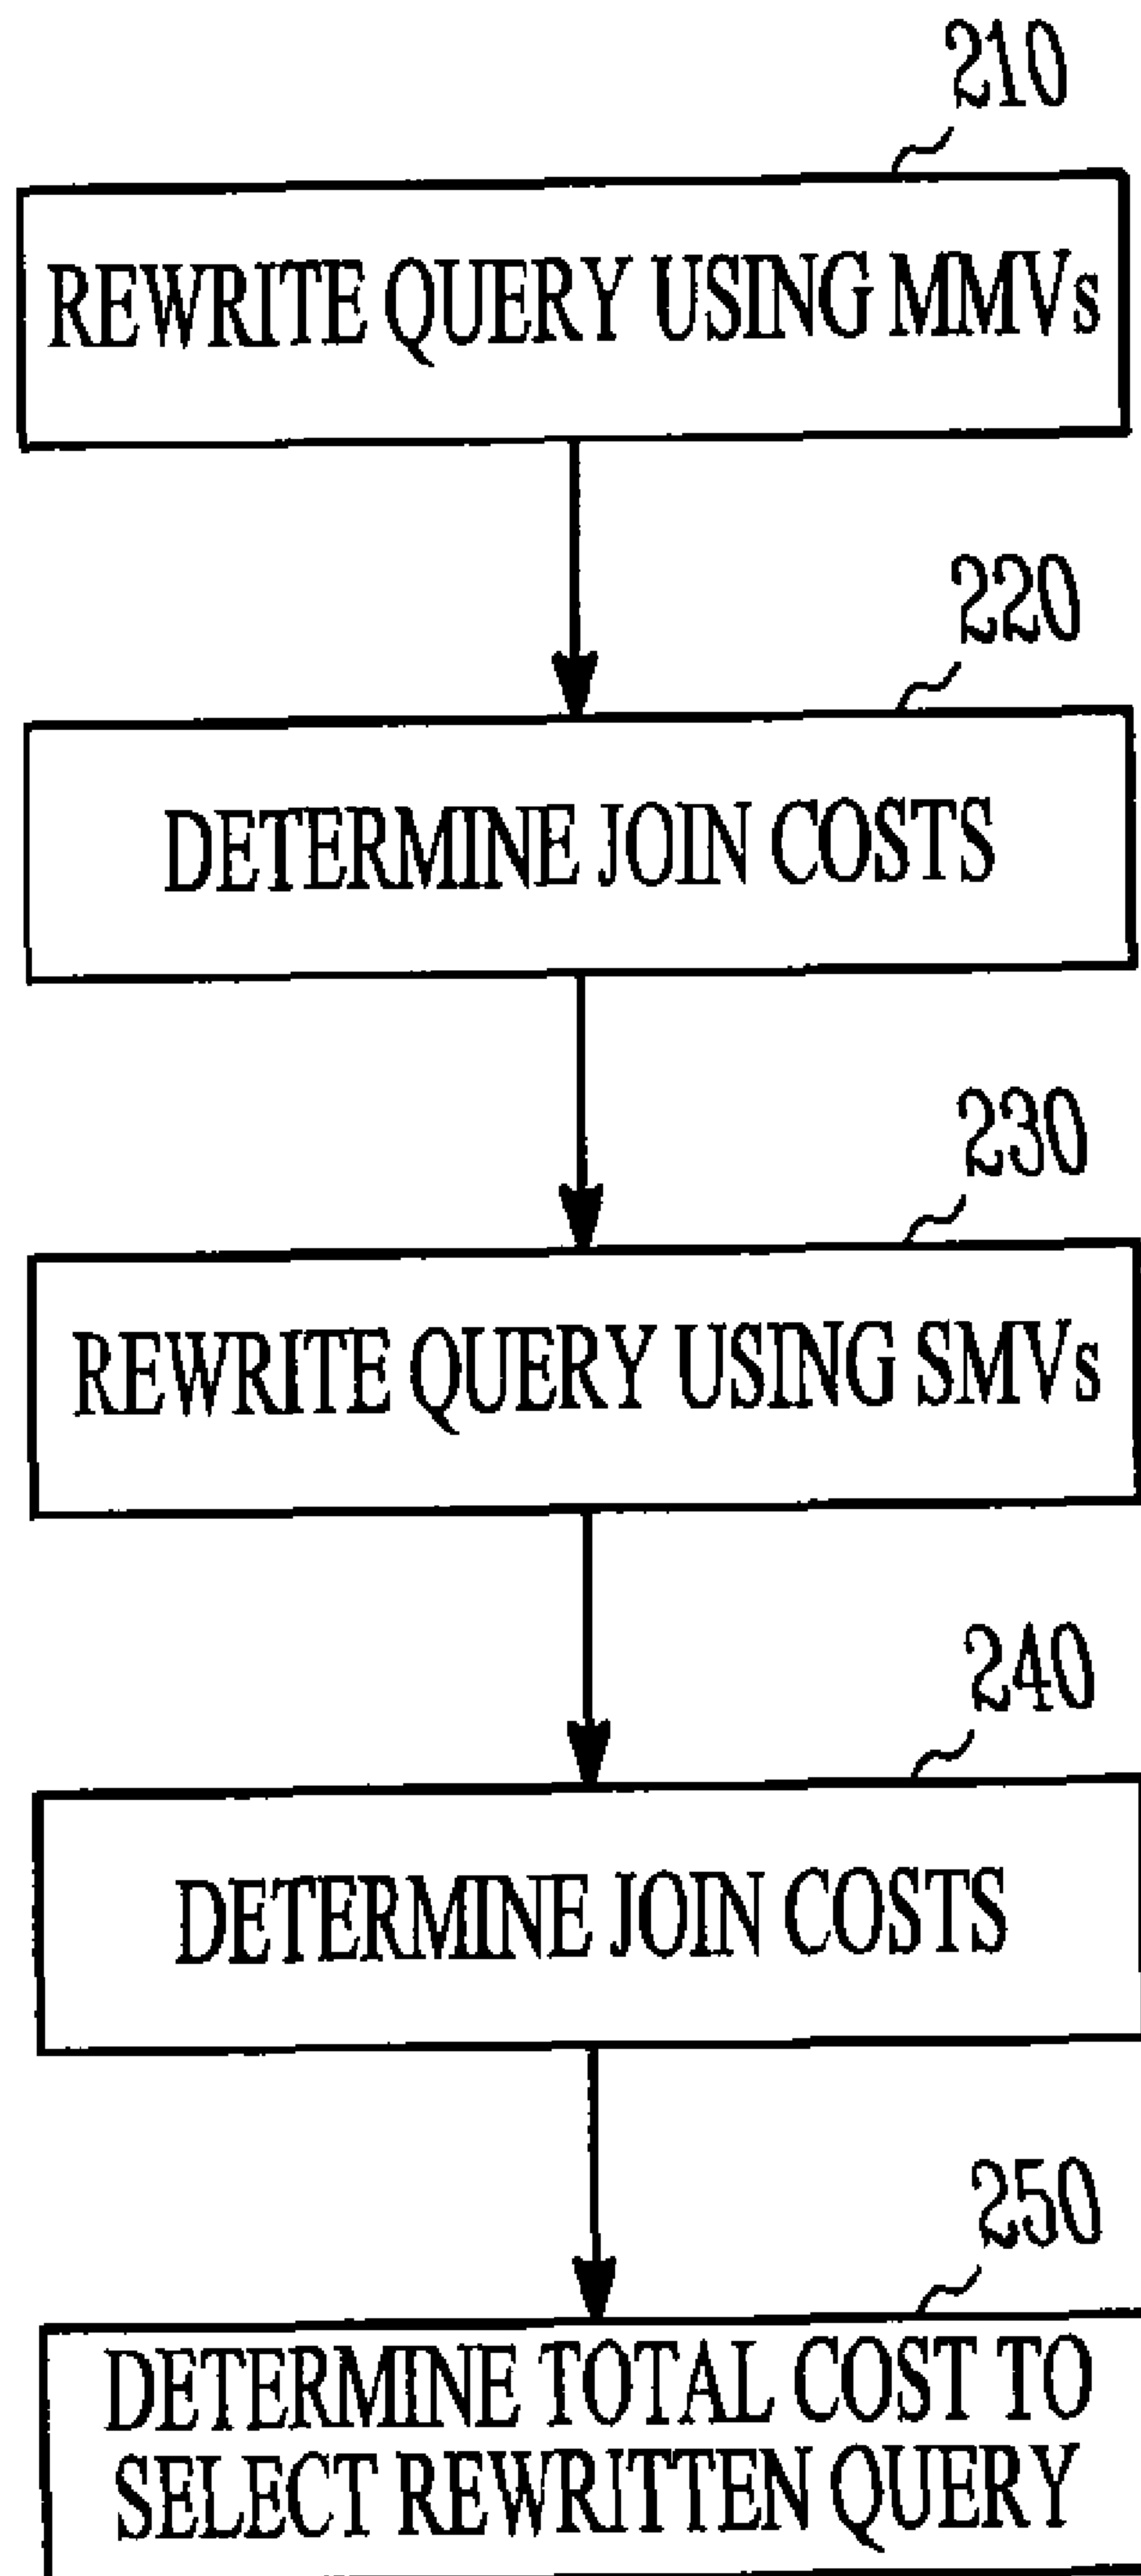 210
REWRITE QUERY USING MMVs
220
DETERMINE JOIN COSTS
230
REWRITE QUERY USING SMVs
240
DETERMINE JOIN COSTS
250
DETERMINE TOTAL COST TO
SELECT REWRITTEN QUERY